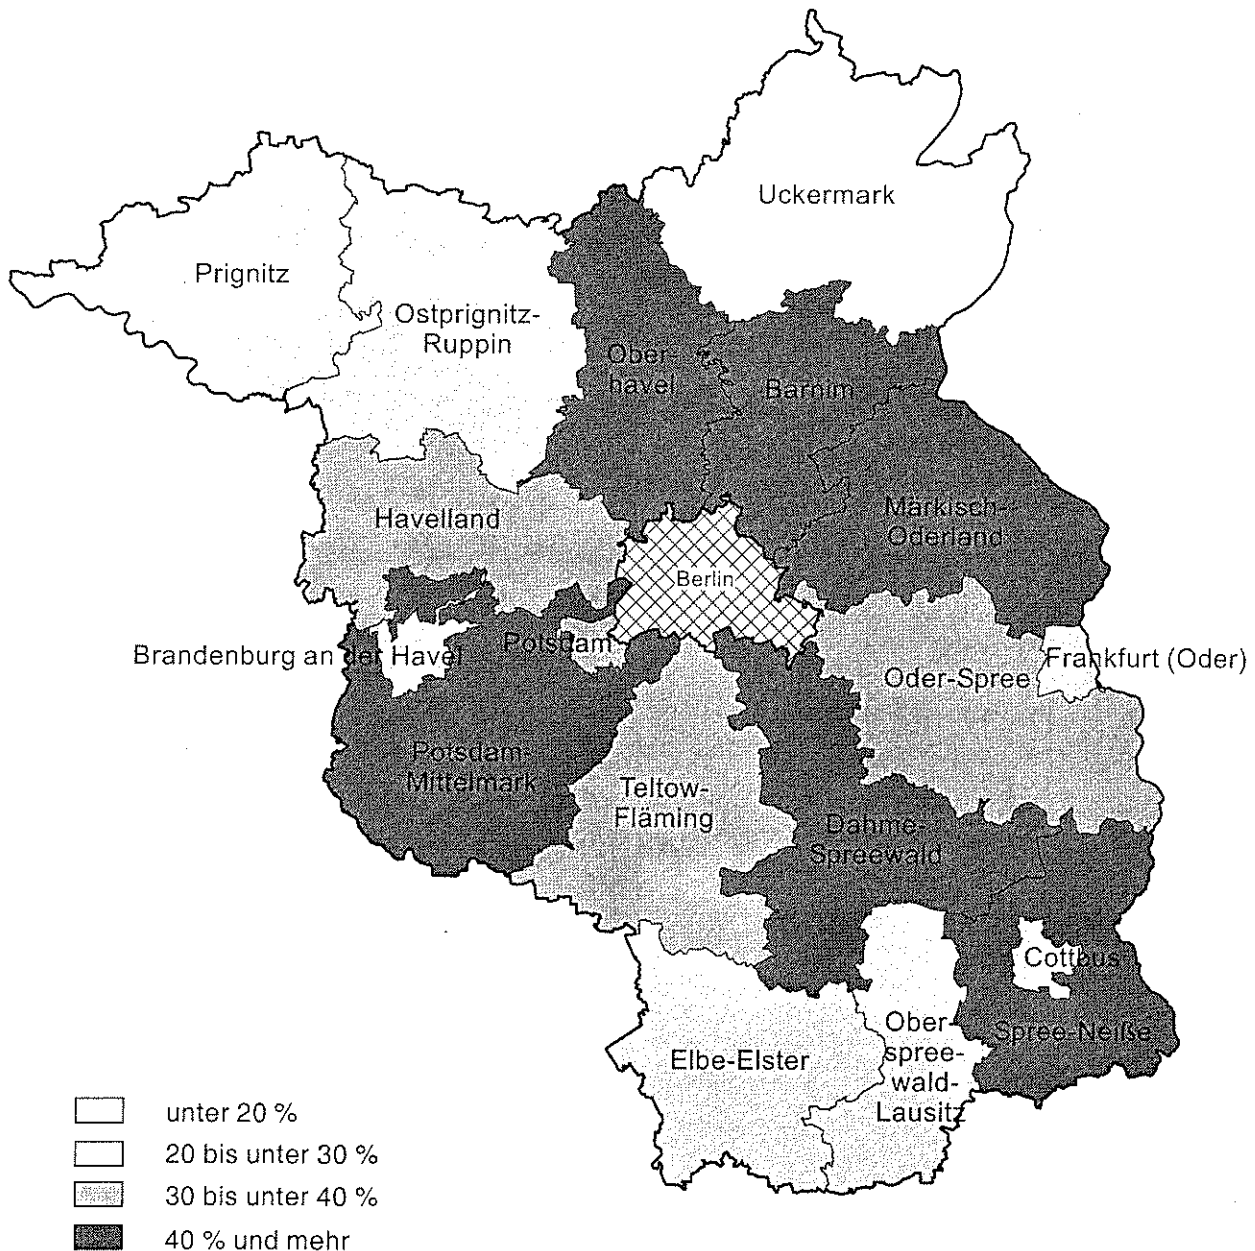 Uckermark
Prignitz
Ostprignitz-
Ruppin
Ober-
havel
Barnim
Havelland
Märkisch-
Oderland
Berlin
Brandenburg an der Havel
Potsdam
Frankfurt (Oder)
Oder-Spree
Potsdam-
Mittelmark
Teltow-
Fläming
Dahme-
Spreewald
Cottbus
Spree-Neiße
Ober-
spree-
wald-
Lausitz
Elbe-Elster
unter 20 %
20 bis unter 30 %
30 bis unter 40 %
40 % und mehr